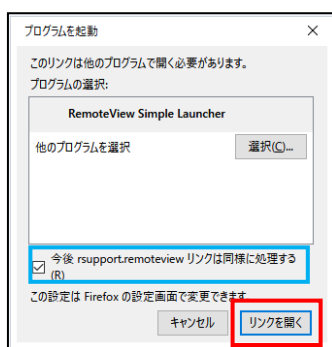 プログラムを起動
このリンクは他のプログラムで開く必要があります。
プログラムの選択:
RemoteView Simple Launcher
他のプログラムを選択
選択(C)...
今後 rsupport.remoteview リンクは同様に処理する
(R)
この設定は Firefox の設定画面で変更できます。
キャンセル
リンクを開く